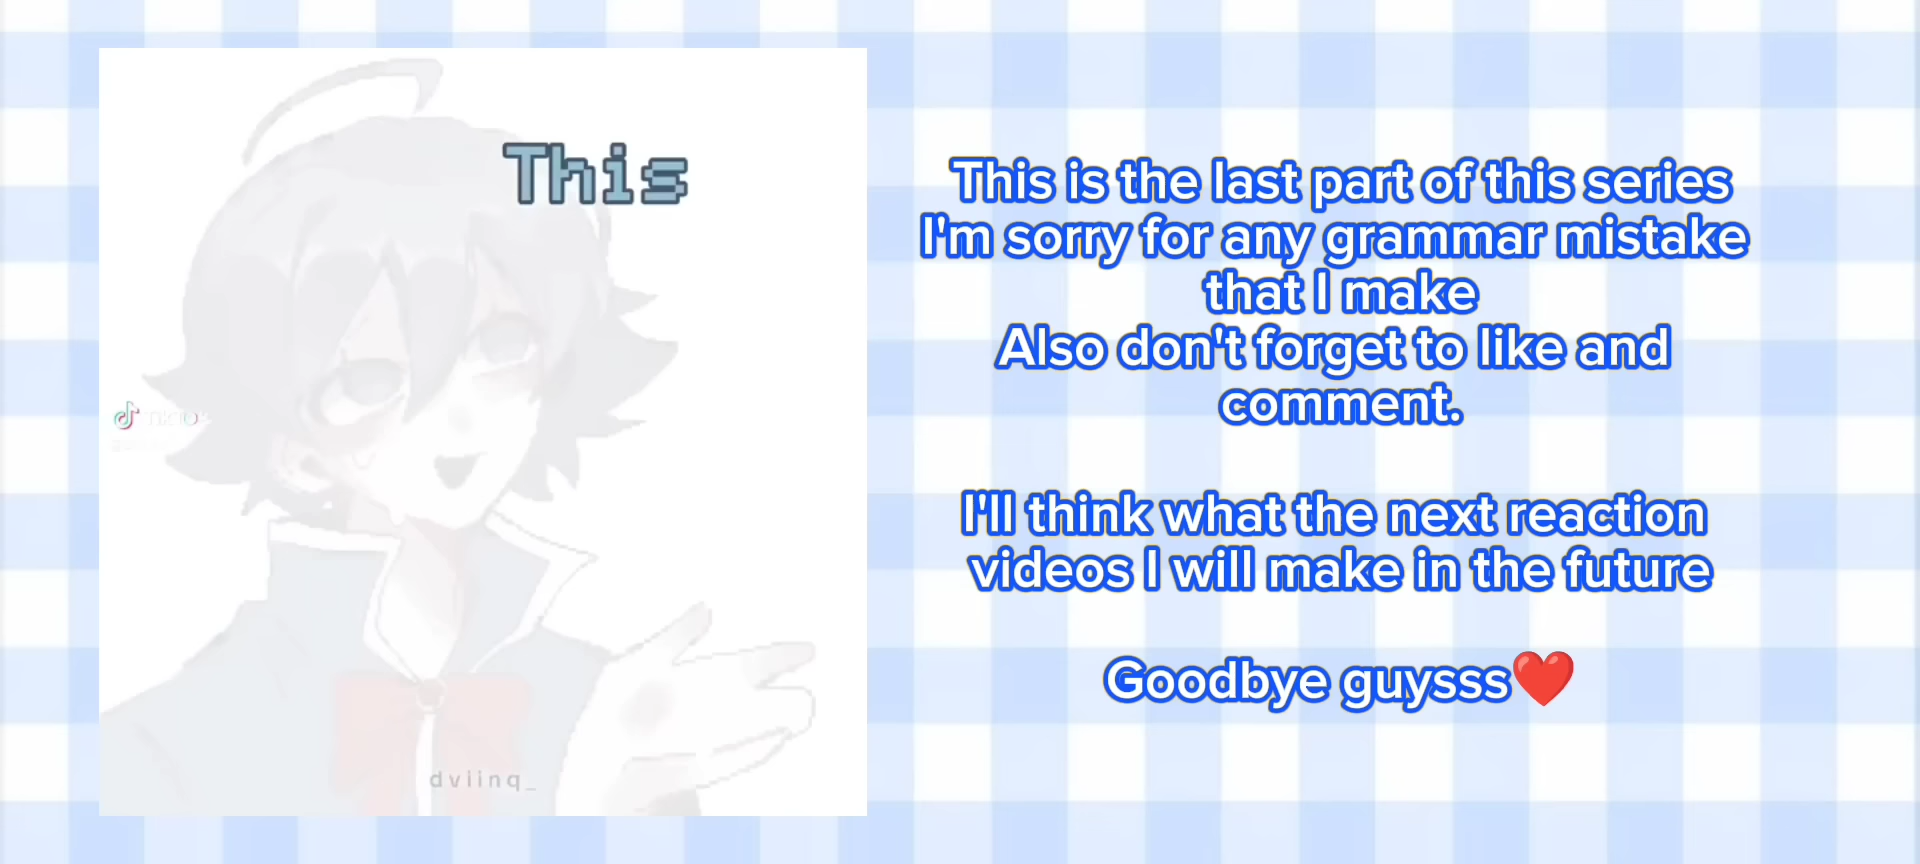 This
TikTok
dviinq_
This is the last part of this series
I'm sorry for any grammar mistake
that I make
Also don't forget to like and
comment.
I'll think what the next reaction
videos I will make in the future
Goodbye guysss❤️